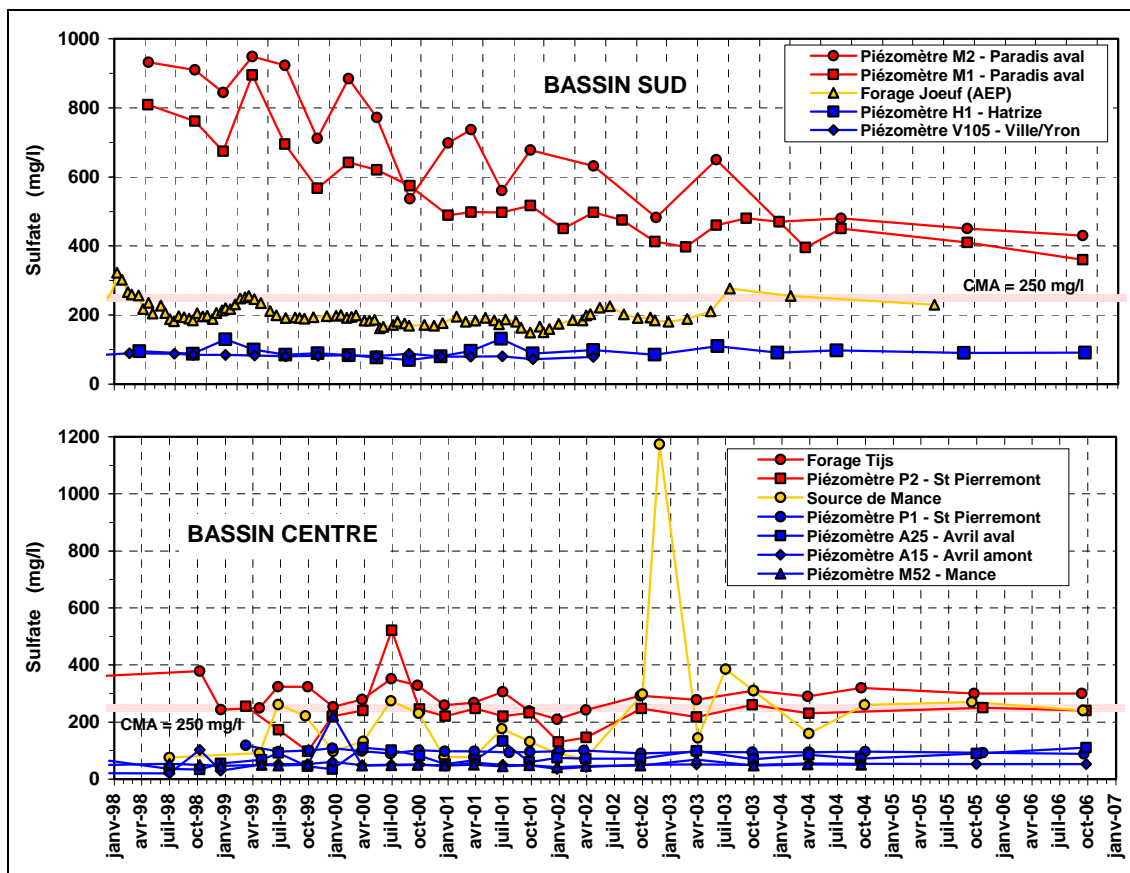 1000
800
600
400
200
0
Sulfate (mg/l)
BASSIN SUD
Piézomètre M2 - Paradis aval
Piézomètre M1 - Paradis aval
Forage Joeuf (AEP)
Piézomètre H1 - Hatrize
Piézomètre V105 - Ville/Yron
CMA = 250 mg/l
1200
1000
800
600
400
200
0
Sulfate (mg/l)
BASSIN CENTRE
Forage Tijs
Piézomètre P2 - St Pierremont
Source de Mance
Piézomètre P1 - St Pierremont
Piézomètre A25 - Avril aval
Piézomètre A15 - Avril amont
Piézomètre M52 - Mance
CMA = 250 mg/l
janv-98
avr-98
juil-98
oct-98
janv-99
avr-99
juil-99
oct-99
janv-00
avr-00
juil-00
oct-00
janv-01
avr-01
juil-01
oct-01
janv-02
avr-02
juil-02
oct-02
janv-03
avr-03
juil-03
oct-03
janv-04
avr-04
juil-04
oct-04
janv-05
avr-05
juil-05
oct-05
janv-06
avr-06
juil-06
oct-06
janv-07